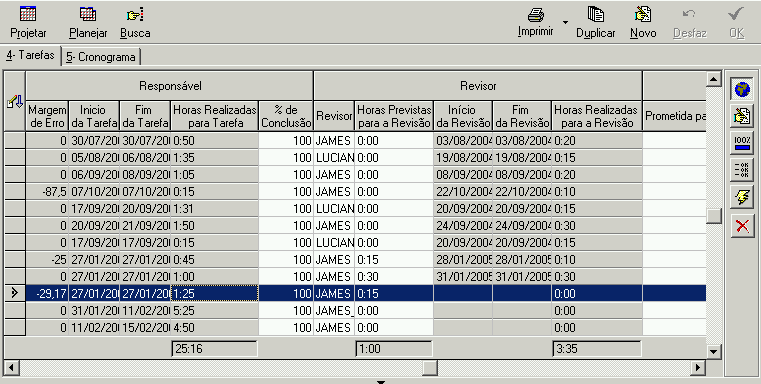 Projetar Planejar Busca Imprimir Duplicar Novo Desfaz OK
4- Tarefas 5- Cronograma
Responsável Revisor
Margem de Erro Inicio da Tarefa Fim da Tarefa Horas Realizadas para Tarefa % de Conclusão Revisor Horas Previstas para a Revisão Início da Revisão Fim da Revisão Horas Realizadas para a Revisão Prometida pa
0 30/07/20 30/07/20 0:50 100 JAMES 0:00 03/08/2004 03/08/2004 0:20
0 05/08/20 06/08/20 1:35 100 LUCIAN 0:00 19/08/2004 19/08/2004 0:15
0 06/09/20 08/09/20 1:05 100 JAMES 0:00 08/09/2004 08/09/2004 0:20
-87,5 07/10/20 07/10/20 0:15 100 JAMES 0:00 22/10/2004 22/10/2004 0:10
0 17/09/20 20/09/20 1:31 100 LUCIAN 0:00 20/09/2004 20/09/2004 0:15
0 20/09/20 21/09/20 1:50 100 JAMES 0:00 24/09/2004 24/09/2004 0:30
0 17/09/20 17/09/20 0:15 100 LUCIAN 0:00 20/09/2004 20/09/2004 0:15
-25 27/01/20 27/01/20 0:45 100 JAMES 0:15 28/01/2005 28/01/2005 0:10
0 27/01/20 27/01/20 1:00 100 JAMES 0:30 31/01/2005 31/01/2005 0:30
-29,17 27/01/20 27/01/20 1:25 100 JAMES 0:15 0:00
0 31/01/20 11/02/20 5:25 100 JAMES_ 0:00 0:00
0 11/02/20 15/02/20 4:50 100 JAMES 0:00 0:00
25:16 1:00 3:35
100%